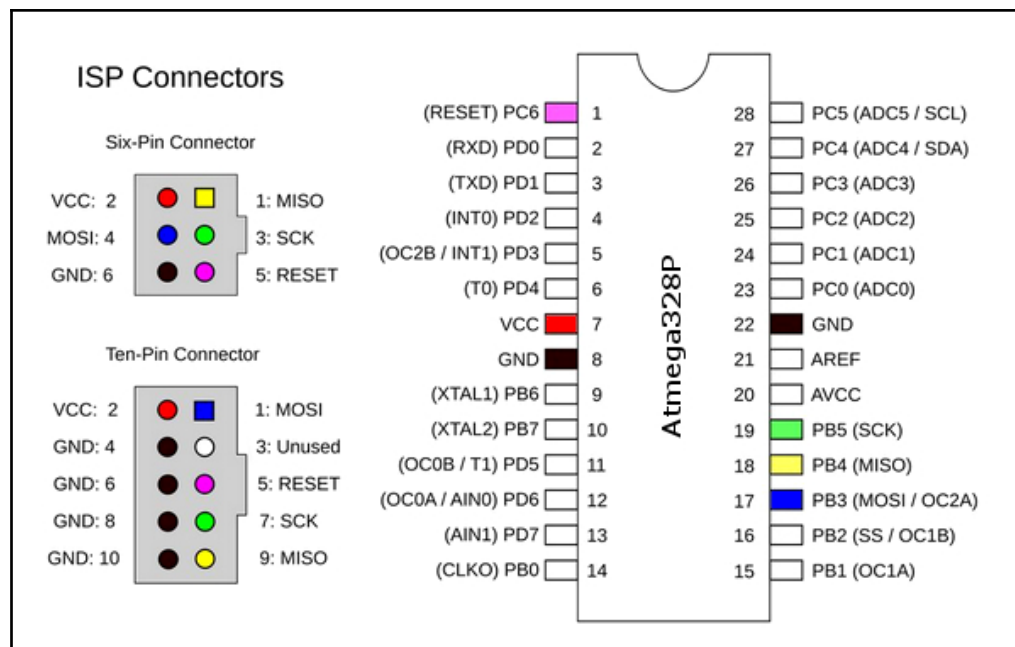 ISP Connectors
Six-Pin Connector
VCC: 2
1: MISO
MOSI: 4
3: SCK
GND: 6
5: RESET
Ten-Pin Connector
VCC: 2
1: MOSI
GND: 4
3: Unused
GND: 6
5: RESET
GND: 8
7: SCK
GND: 10
9: MISO
Atmega328P
(RESET) PC6 1
(RXD) PD0 2
(TXD) PD1 3
(INT0) PD2 4
(OC2B / INT1) PD3 5
(T0) PD4 6
VCC 7
GND 8
(XTAL1) PB6 9
(XTAL2) PB7 10
(OC0B / T1) PD5 11
(OC0A / AIN0) PD6 12
(AIN1) PD7 13
(CLKO) PB0 14
28 PC5 (ADC5 / SCL)
27 PC4 (ADC4 / SDA)
26 PC3 (ADC3)
25 PC2 (ADC2)
24 PC1 (ADC1)
23 PC0 (ADC0)
22 GND
21 AREF
20 AVCC
19 PB5 (SCK)
18 PB4 (MISO)
17 PB3 (MOSI / OC2A)
16 PB2 (SS / OC1B)
15 PB1 (OC1A)